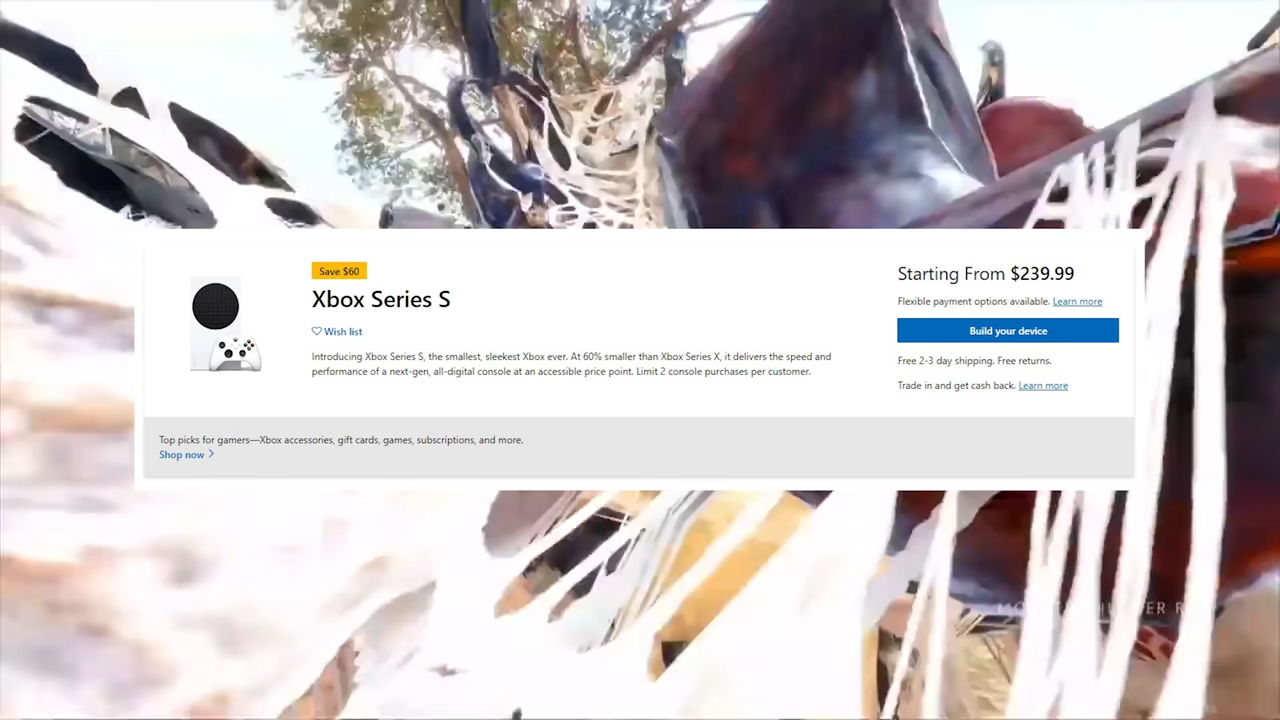 Save $60
Xbox Series S
Wish list
Introducing Xbox Series S, the smallest, sleekest Xbox ever. At 60% smaller than Xbox Series X, it delivers the speed and
performance of a next-gen, all-digital console at an accessible price point. Limit 2 console purchases per customer.
Starting From $239.99
Flexible payment options available. Learn more
Build your device
Free 2-3 day shipping. Free returns.
Trade in and get cash back. Learn more
Top picks for gamers—Xbox accessories, gift cards, games, subscriptions, and more.
Shop now